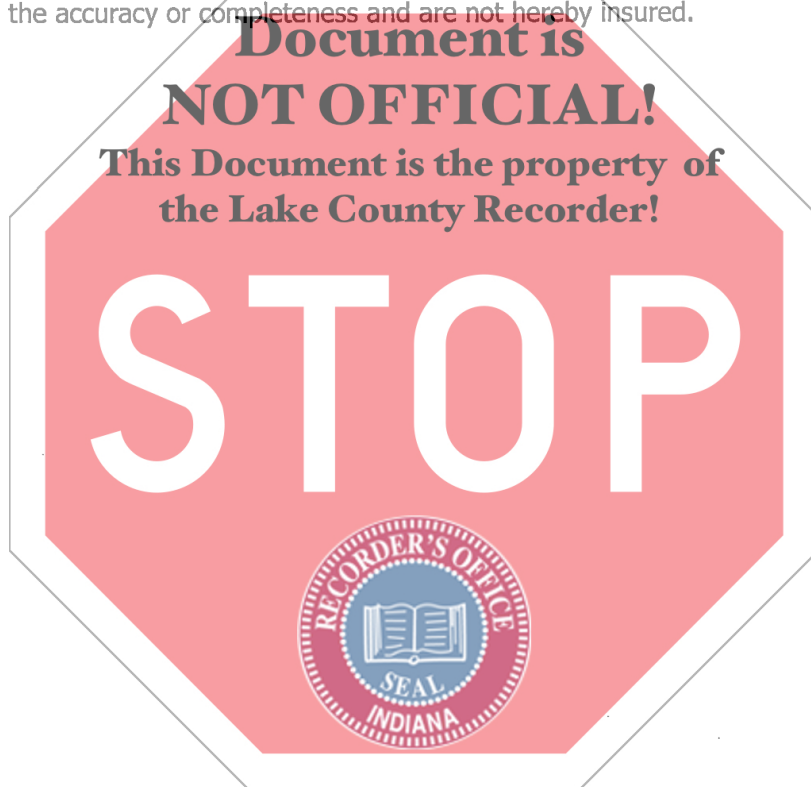 the accuracy or completeness and are not hereby insured.
Document is
NOT OFFICIAL!
This Document is the property of
the Lake County Recorder!
STOP
RECORDER'S OFFICE
SEAL
INDIANA